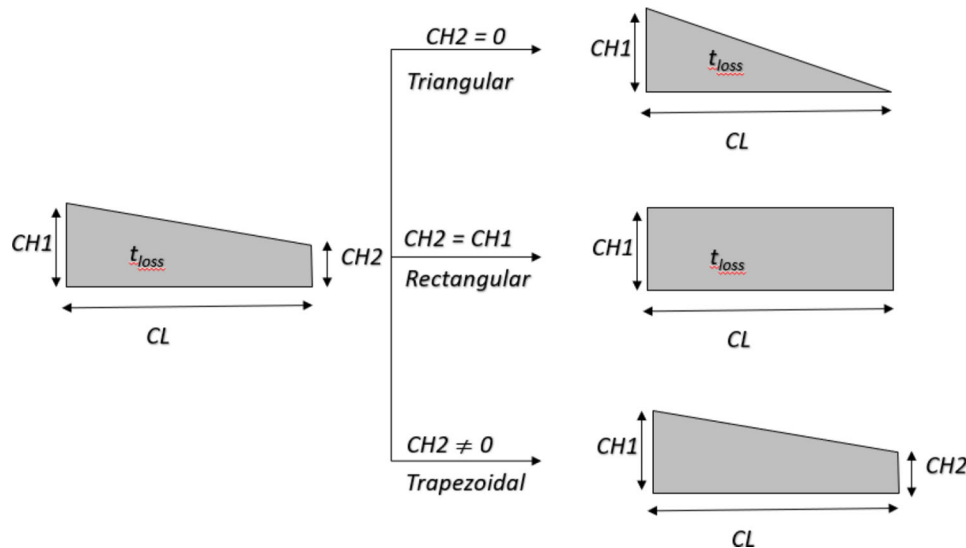 CH1
t_loss
CH2
CL
CH2 = 0
Triangular
CH1
t_loss
CL
CH2 = CH1
Rectangular
CH1
t_loss
CL
CH2 ≠ 0
Trapezoidal
CH1
CH2
CL